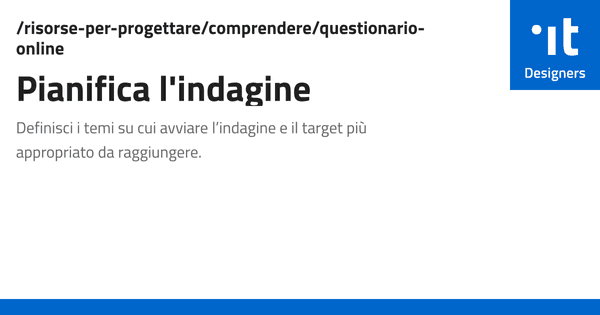 /risorse-per-progettare/comprendere/questionario-
online
Pianifica l'indagine
Definisci i temi su cui avviare l’indagine e il target più
appropriato da raggiungere.
it
Designers